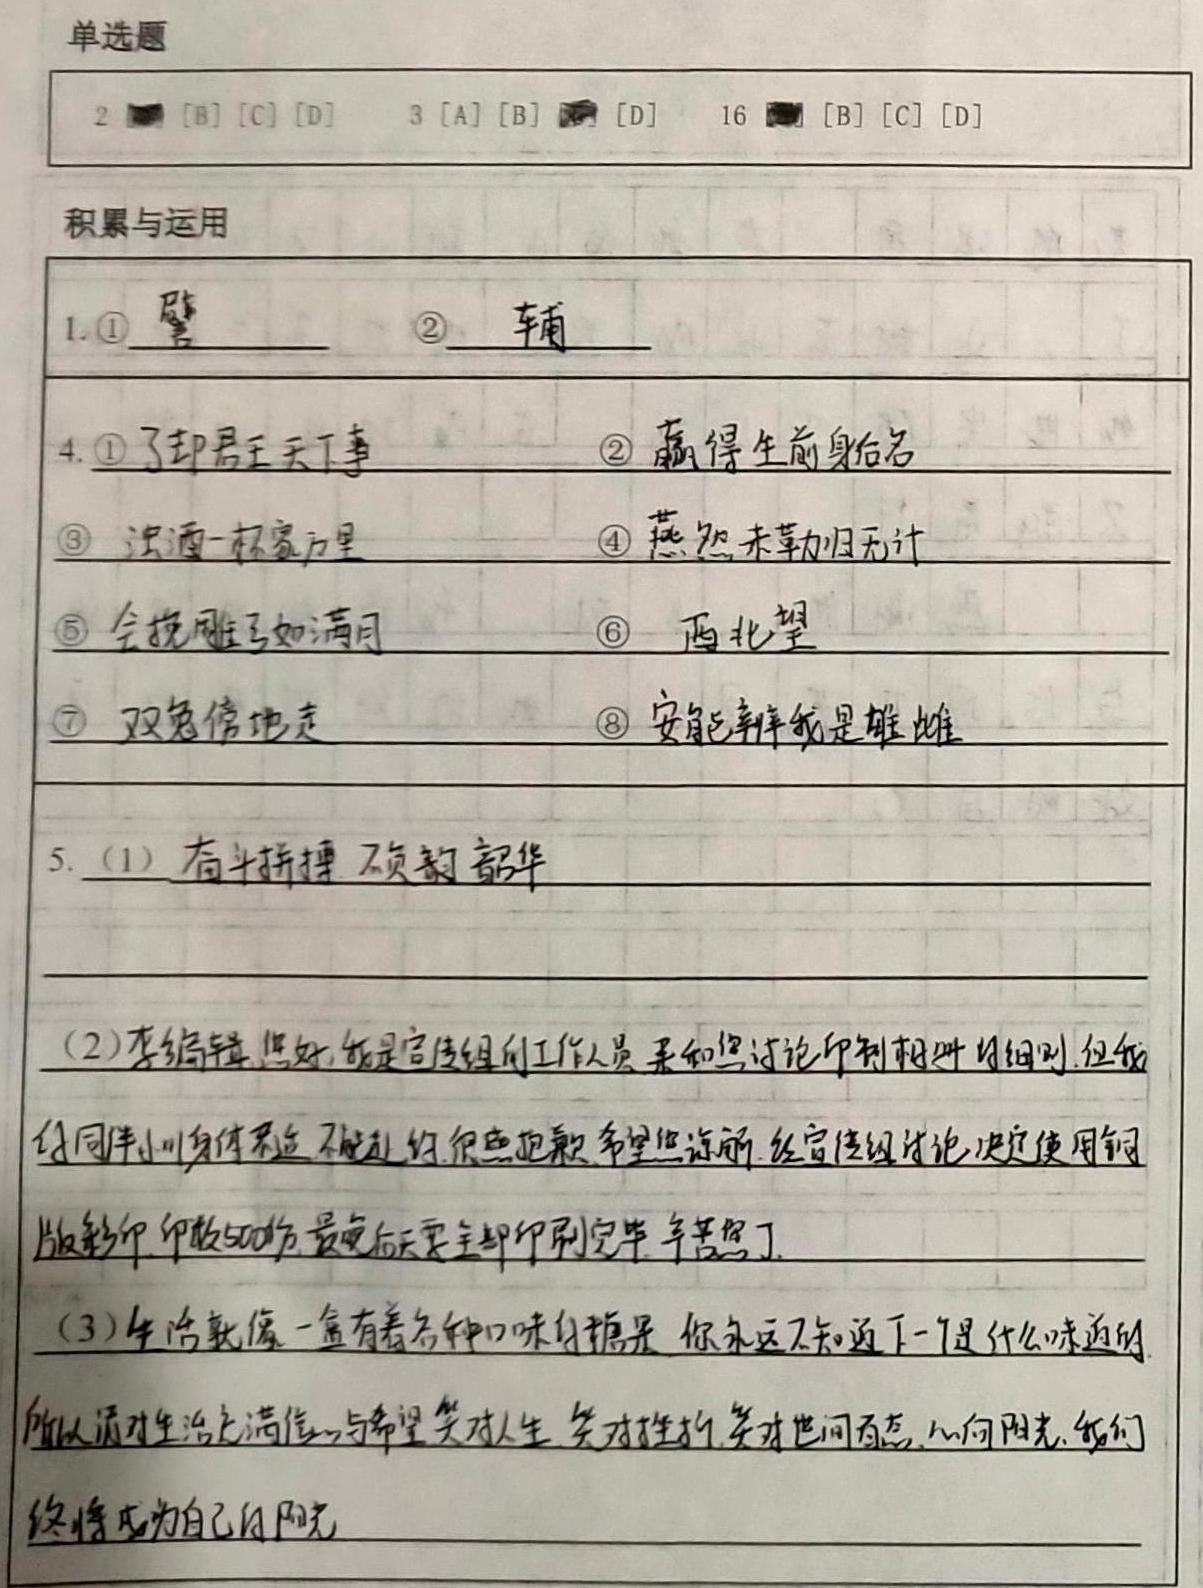 单选题
2 [B] [C] [D] 3 [A] [B] [D] 16 [B] [C] [D]
积累与运用
1. ① 譬 ② 辅
4. ① 了却君王天下事 ② 赢得生前身后名
③ 浊酒一杯家万里 ④ 燕然未勒归无计
⑤ 会挽雕弓如满月 ⑥ 西北望
⑦ 双兔傍地走 ⑧ 安能辨我是雄雌
5. (1) 奋斗拼搏 硕韵韶华
(2) 李编辑,您好,我是宣传组的工作人员 来和您讨论印制相册的细则.但我
的同伴小川身体不适 不能赴约.很抱歉,希望您谅解.经宣传组讨论,决定使用铜
版彩印.印数500份,最晚后天要全部印刷完毕 辛苦您了.
(3) 生活就像一盒有着各种口味的糖果 你永远不知道下一个是什么味道的.
所以请对生活充满信心与希望 笑对人生 笑对挫折,笑对世间百态,心向阳光,我们
终将成为自己的阳光